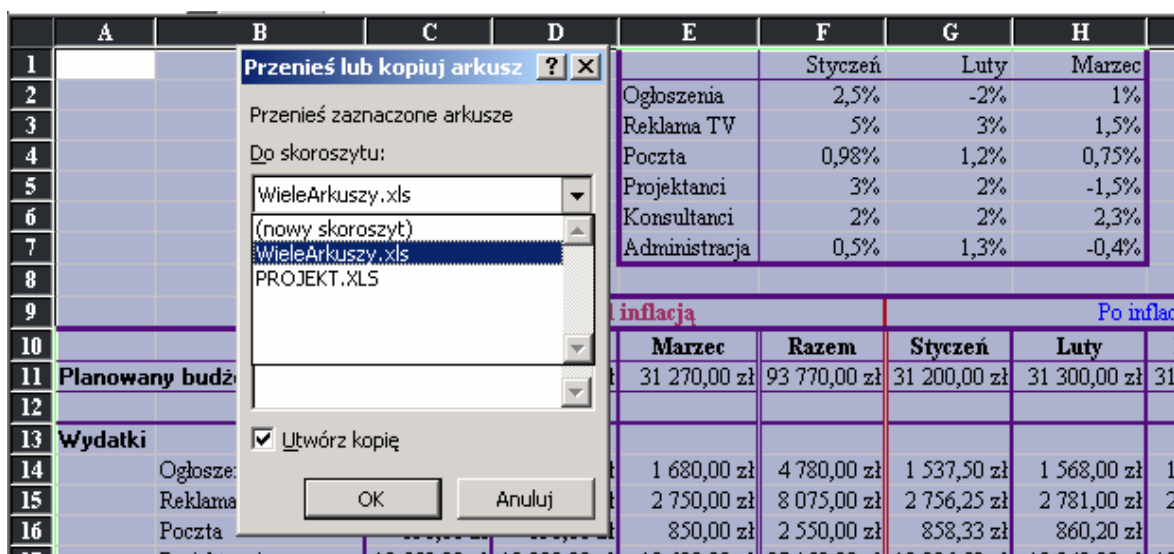 A B C D E F G H
1 Styczeń Luty Marzec
2 Ogłoszenia 2,5% -2% 1%
3 Reklama TV 5% 3% 1,5%
4 Poczta 0,98% 1,2% 0,75%
5 Projektanci 3% 2% -1,5%
6 Konsultanci 2% 2% 2,3%
7 Administracja 0,5% 1,3% -0,4%
8
9 inflacją Po inflac
10 Marzec Razem Styczeń Luty
11 Planowany budż 31 270,00 zł 93 770,00 zł 31 200,00 zł 31 300,00 zł 31
12
13 Wydatki
14 Ogłosze 1 680,00 zł 4 780,00 zł 1 537,50 zł 1 568,00 zł 1
15 Reklama 2 750,00 zł 8 075,00 zł 2 756,25 zł 2 781,00 zł 2
16 Poczta 850,00 zł 2 550,00 zł 858,33 zł 860,20 zł
Przenieś lub kopiuj arkusz
Przenieś zaznaczone arkusze
Do skoroszytu:
WieleArkuszy.xls
(nowy skoroszyt)
WieleArkuszy.xls
PROJEKT.XLS
Utwórz kopię
OK Anuluj